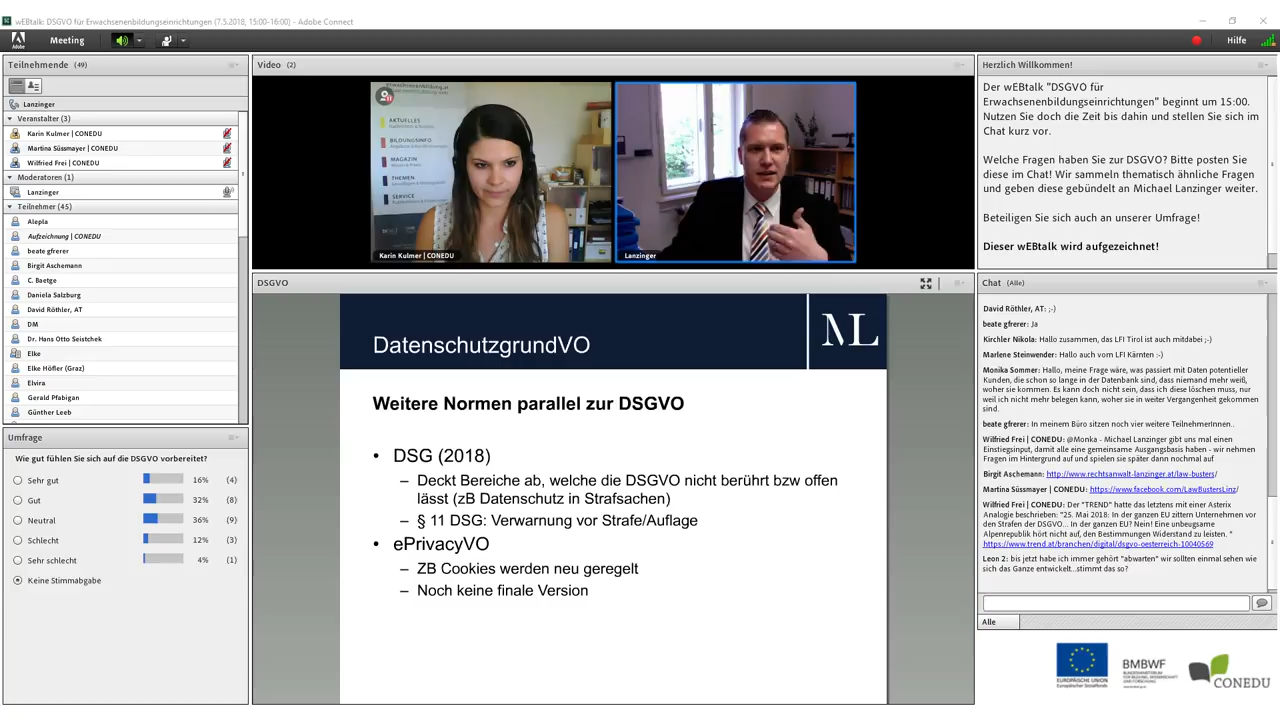 wEBtalk: DSGVO für Erwachsenenbildungseinrichtungen (7.5.2018, 15:00-16:00) - Adobe Connect
Meeting
Hilfe
Teilnehmende (49)
Lanzinger
Veranstalter (3)
Karin Kulmer | CONEDU
Martina Süssmayer | CONEDU
Wilfried Frei | CONEDU
Moderatoren (1)
Lanzinger
Teilnehmer (45)
Alepla
Aufzeichnung | CONEDU
beate gfrerer
Birgit Aschemann
C. Baetge
Daniela Salzburg
David Röthler, AT
DM
Dr. Hans Otto Seistchek
Elke
Elke Höfler (Graz)
Elvira
Gerald Pfabigan
Günther Leeb
Umfrage
Wie gut fühlen Sie sich auf die DSGVO vorbereitet?
Sehr gut 16% (4)
Gut 32% (8)
Neutral 36% (9)
Schlecht 12% (3)
Sehr schlecht 4% (1)
Keine Stimmabgabe
Video (2)
AKTUELLES
BILDUNGSINFO
MAGAZIN
THEMEN
SERVICE
Karin Kulmer | CONEDU
Lanzinger
DSGVO
DatenschutzgrundVO
ML
Weitere Normen parallel zur DSGVO
• DSG (2018)
– Deckt Bereiche ab, welche die DSGVO nicht berührt bzw offen
lässt (zB Datenschutz in Strafsachen)
– § 11 DSG: Verwarnung vor Strafe/Auflage
• ePrivacyVO
– ZB Cookies werden neu geregelt
– Noch keine finale Version
Herzlich Willkommen!
Der wEBtalk "DSGVO für
Erwachsenenbildungseinrichtungen" beginnt um 15:00.
Nutzen Sie doch die Zeit bis dahin und stellen Sie sich im
Chat kurz vor.
Welche Fragen haben Sie zur DSGVO? Bitte posten Sie
diese im Chat! Wir sammeln thematisch ähnliche Fragen
und geben diese gebündelt an Michael Lanzinger weiter.
Beteiligen Sie sich auch an unserer Umfrage!
Dieser wEBtalk wird aufgezeichnet!
Chat (Alle)
David Röthler, AT: ;-)
beate gfrerer: Ja
Kirchler Nikola: Hallo zusammen, das LFI Tirol ist auch mitdabei ;-)
Marlene Steinwender: Hallo auch vom LFI Kärnten :-)
Monika Sommer: Hallo, meine Frage wäre, was passiert mit Daten potentieller
Kunden, die schon so lange in der Datenbank sind, dass niemand mehr weiß,
woher sie kommen. Es kann doch nicht sein, dass ich diese löschen muss, nur
weil ich nicht mehr belegen kann, woher sie in weiter Vergangenheit gekommen
sind.
beate gfrerer: In meinem Büro sitzen noch vier weitere TeilnehmerInnen..
Wilfried Frei | CONEDU: @Monka - Michael Lanzinger gibt uns mal einen
Einstiegsinput, damit alle eine gemeinsame Ausgangsbasis haben - wir nehmen
Fragen im Hintergrund auf und spielen sie später dann nochmal auf
Birgit Aschemann: http://www.rechtsanwalt-lanzinger.at/law-busters/
Martina Süssmayer | CONEDU: https://www.facebook.com/LawBustersLinz/
Wilfried Frei | CONEDU: Der "TREND" hatte das letztens mit einer Asterix
Analogie beschrieben: "25. Mai 2018: In der ganzen EU zittern Unternehmen vor
den Strafen der DSGVO... In der ganzen EU? Nein! Eine unbeugsame
Alpenrepublik hört nicht auf, den Bestimmungen Widerstand zu leisten. "
https://www.trend.at/branchen/digital/dsgvo-oesterreich-10040569
Leon 2: bis jetzt habe ich immer gehört "abwarten" wir sollten einmal sehen wie
sich das Ganze entwickelt...stimmt das so?
Alle
EUROPÄISCHE UNION
Europäischer Sozialfonds
BMBWF
CONEDU